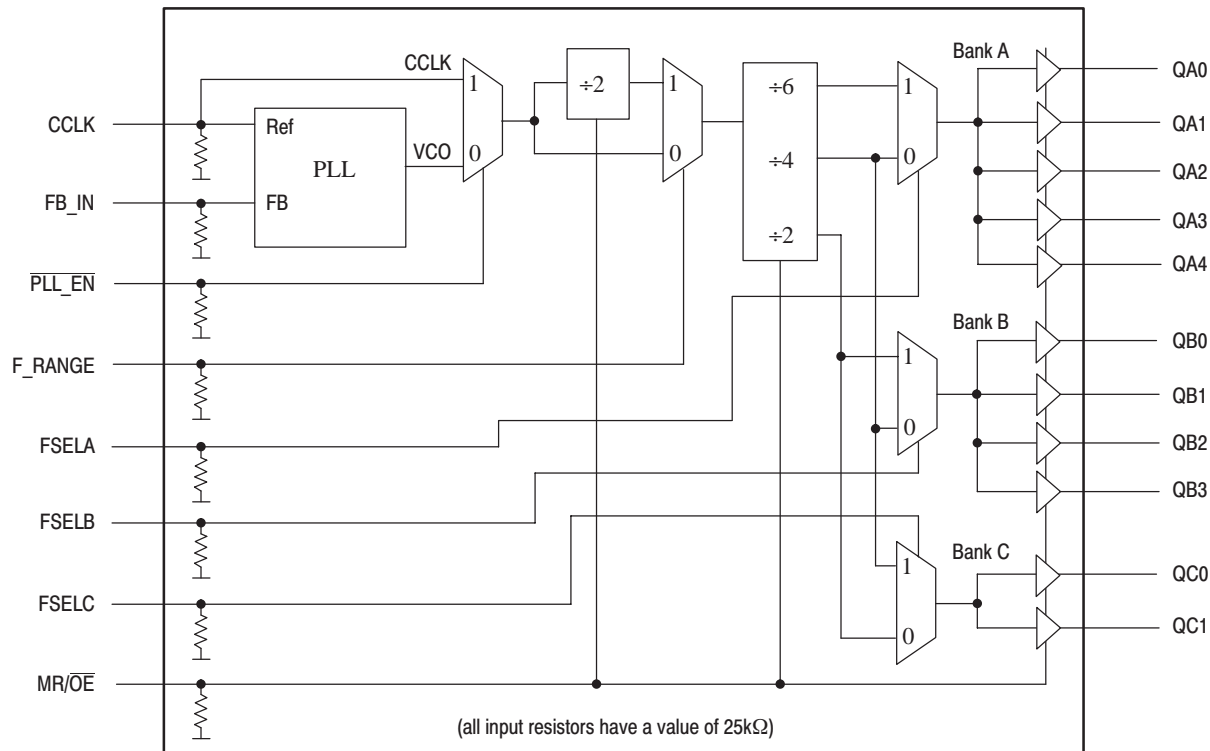 CCLK
FB_IN
PLL_EN
F_RANGE
FSELA
FSELB
FSELC
MR/OE
CCLK
Ref
PLL
FB
VCO
1
0
÷2
1
0
÷6
÷4
÷2
1
0
Bank A
QA0
QA1
QA2
QA3
QA4
1
0
Bank B
QB0
QB1
QB2
QB3
1
0
Bank C
QC0
QC1
(all input resistors have a value of 25kΩ)